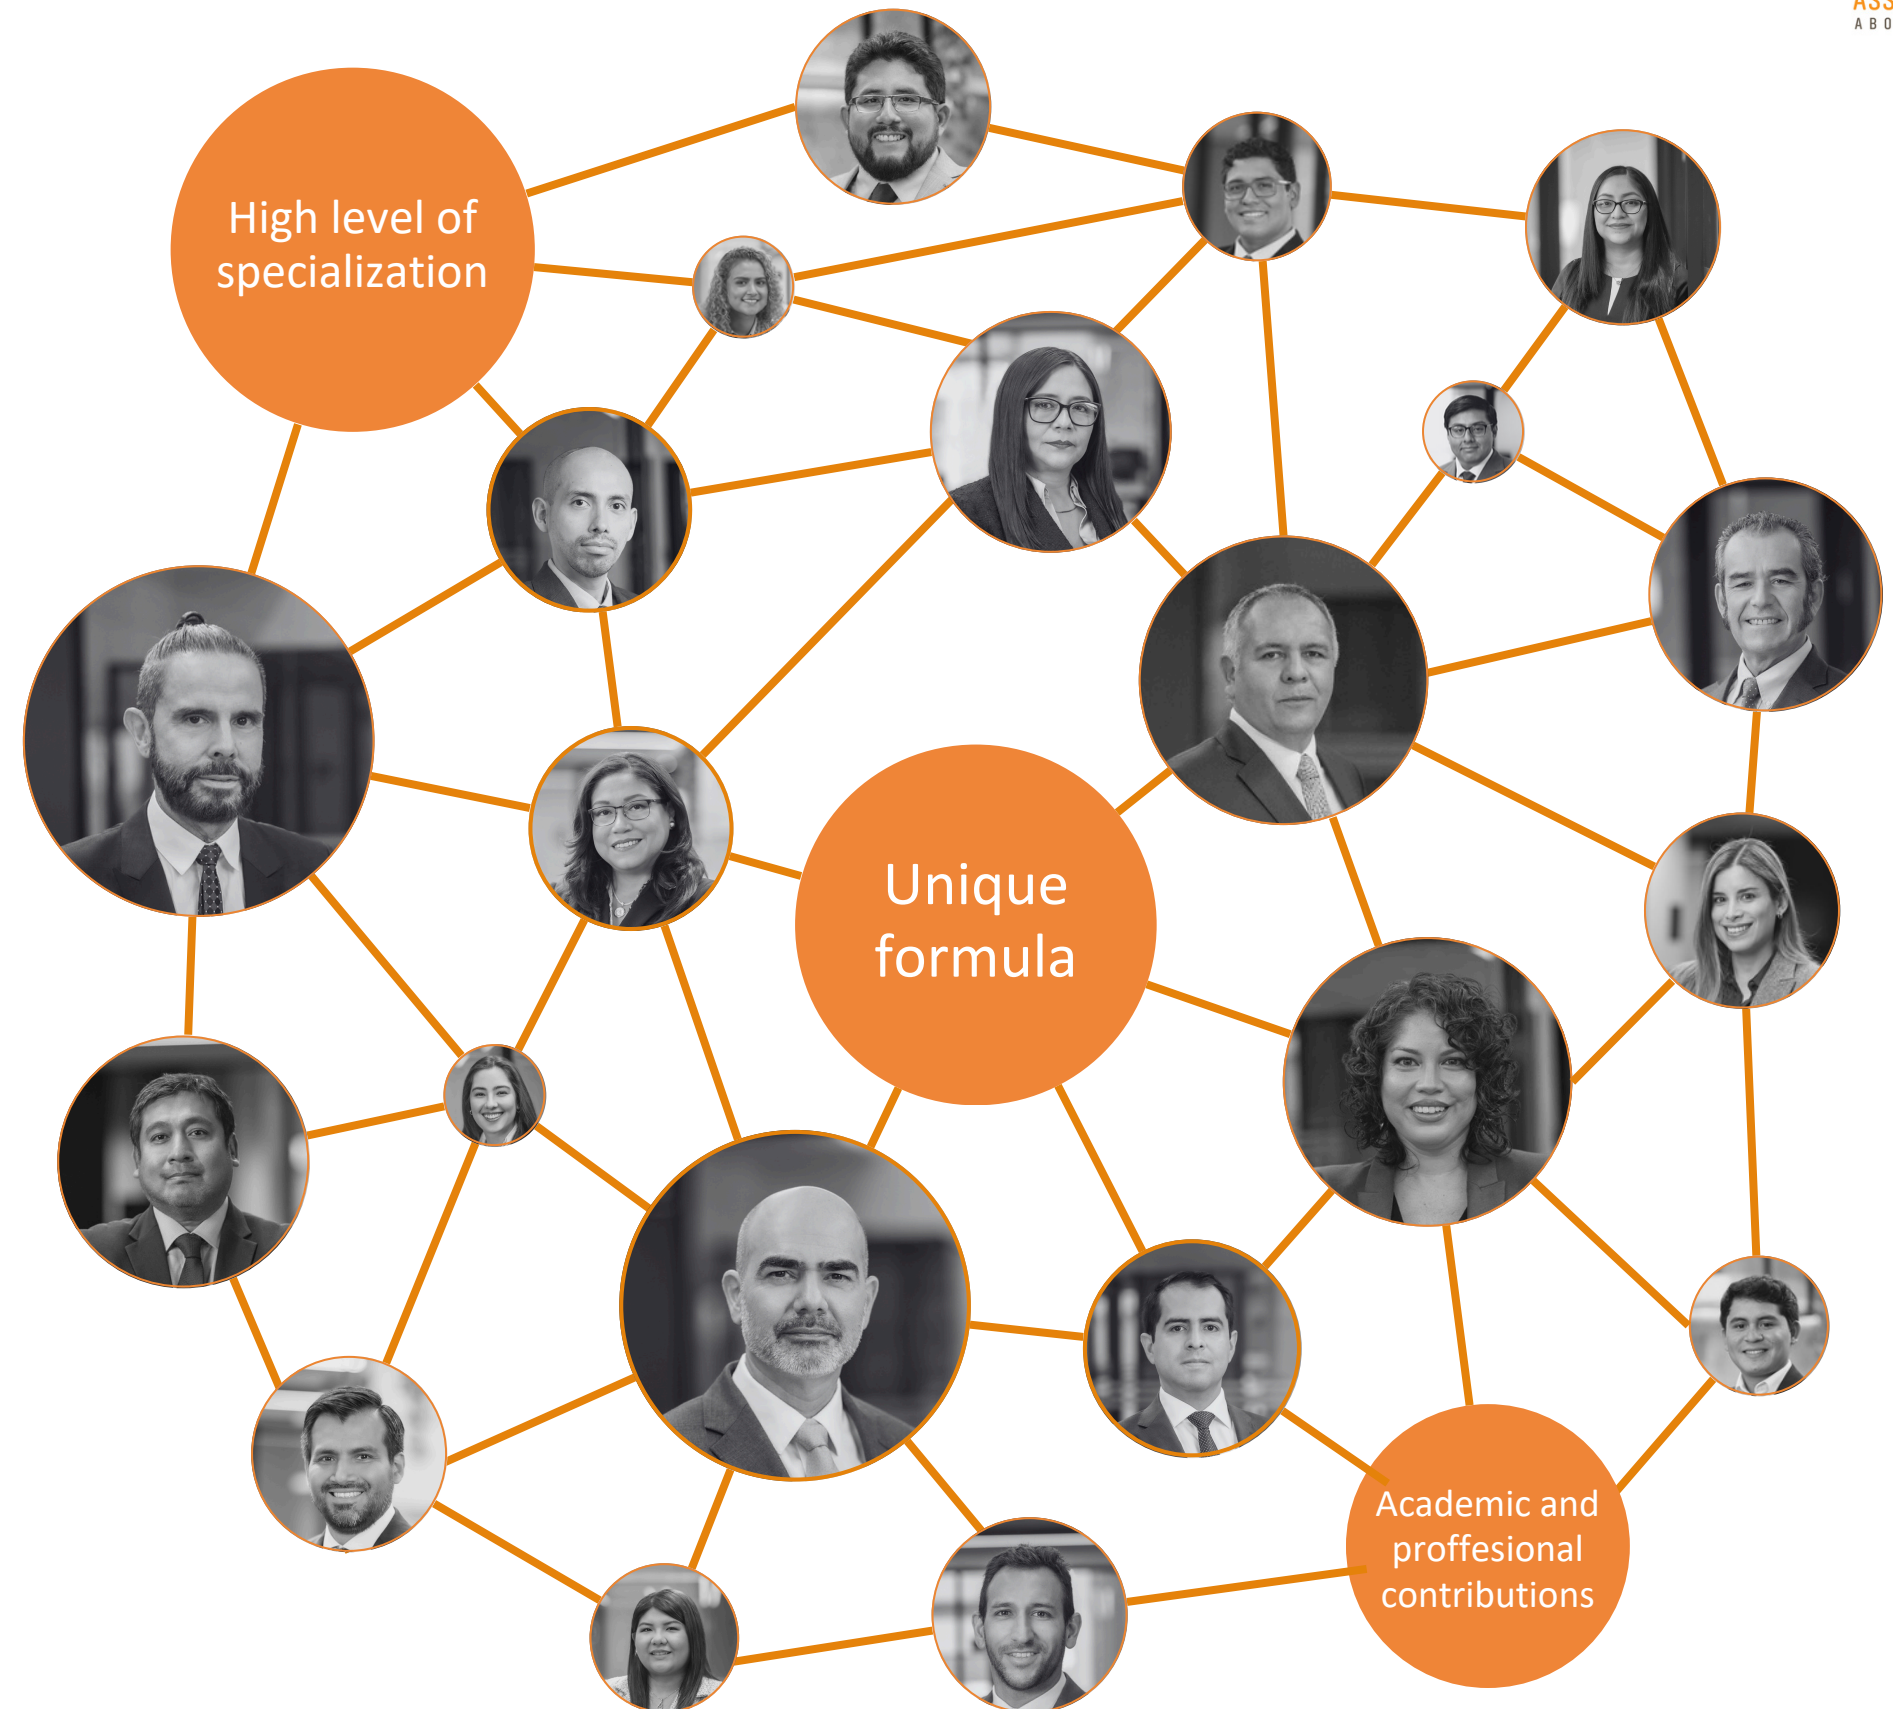 High level of
specialization
Unique
formula
Academic and
proffesional
contributions